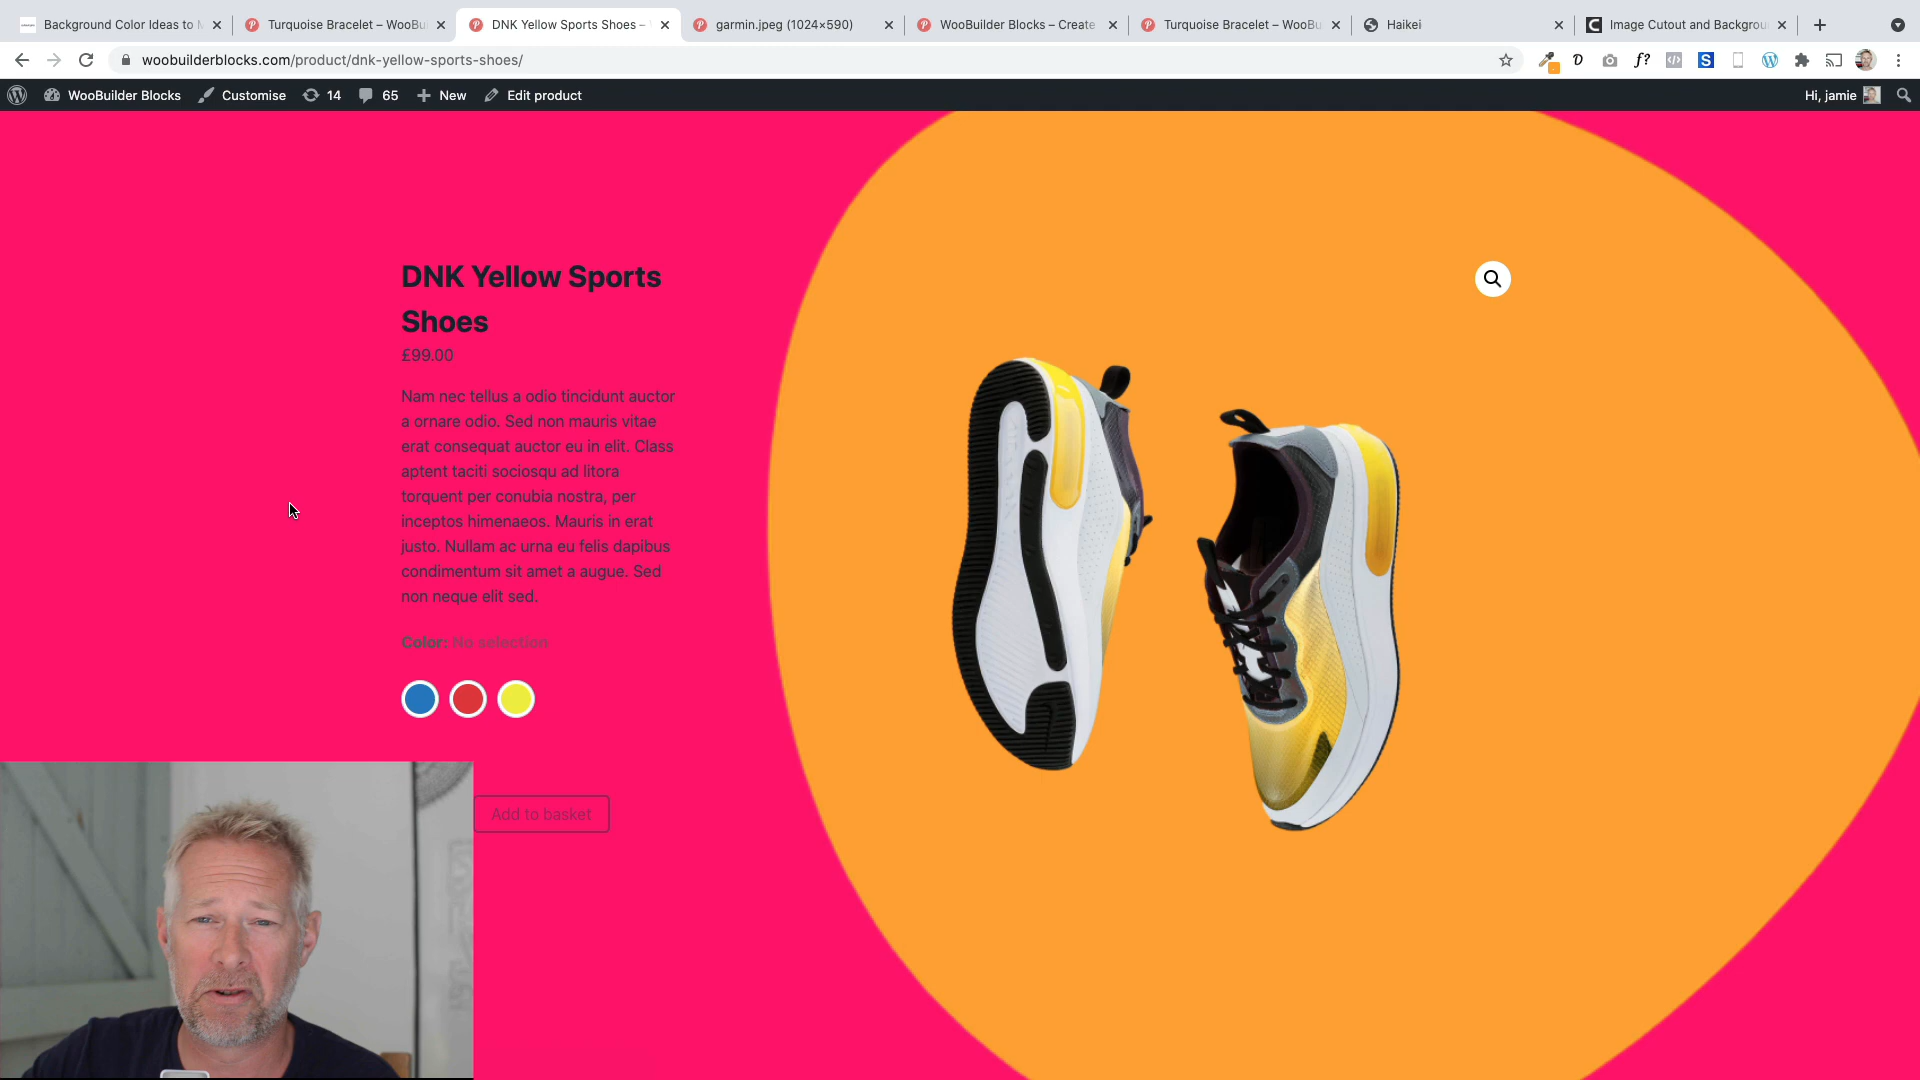 Background Color Ideas to M
Turquoise Bracelet – WooBu
DNK Yellow Sports Shoes –
garmin.jpeg (1024×590)
WooBuilder Blocks – Create
Turquoise Bracelet – WooBu
Haikei
Image Cutout and Backgrou
woobuilderblocks.com/product/dnk-yellow-sports-shoes/
WooBuilder Blocks
Customise
14
65
New
Edit product
Hi, jamie
DNK Yellow Sports
Shoes
£99.00
Nam nec tellus a odio tincidunt auctor
a ornare odio. Sed non mauris vitae
erat consequat auctor eu in elit. Class
aptent taciti sociosqu ad litora
torquent per conubia nostra, per
inceptos himenaeos. Mauris in erat
justo. Nullam ac urna eu felis dapibus
condimentum sit amet a augue. Sed
non neque elit sed.
Color: No selection
Add to basket